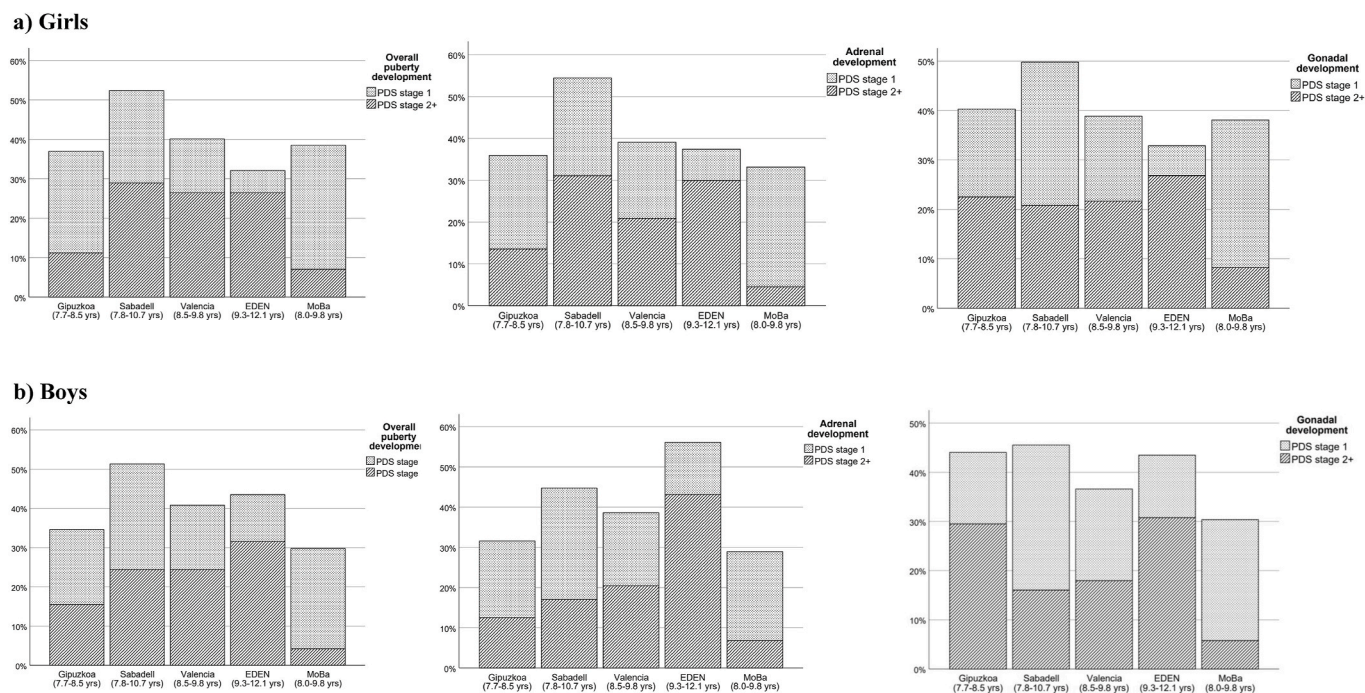 a) Girls
Overall
puberty
development
PDS stage 1
PDS stage 2+
60%
50%
40%
30%
20%
10%
0%
Gipuzkoa
(7.7-8.5 yrs)
Sabadell
(7.8-10.7 yrs)
Valencia
(8.5-9.8 yrs)
EDEN
(9.3-12.1 yrs)
MoBa
(8.0-9.8 yrs)
Adrenal
development
PDS stage 1
PDS stage 2+
60%
50%
40%
30%
20%
10%
0%
Gipuzkoa
(7.7-8.5 yrs)
Sabadell
(7.8-10.7 yrs)
Valencia
(8.5-9.8 yrs)
EDEN
(9.3-12.1 yrs)
MoBa
(8.0-9.8 yrs)
Gonadal
development
PDS stage 1
PDS stage 2+
50%
40%
30%
20%
10%
0%
Gipuzkoa
(7.7-8.5 yrs)
Sabadell
(7.8-10.7 yrs)
Valencia
(8.5-9.8 yrs)
EDEN
(9.3-12.1 yrs)
MoBa
(8.0-9.8 yrs)
b) Boys
Overall
puberty
developme
PDS stage
PDS stage
60%
50%
40%
30%
20%
10%
0%
Gipuzkoa
(7.7-8.5 yrs)
Sabadell
(7.8-10.7 yrs)
Valencia
(8.5-9.8 yrs)
EDEN
(9.3-12.1 yrs)
MoBa
(8.0-9.8 yrs)
Adrenal
development
PDS stage 1
PDS stage 2+
60%
50%
40%
30%
20%
10%
0%
Gipuzkoa
(7.7-8.5 yrs)
Sabadell
(7.8-10.7 yrs)
Valencia
(8.5-9.8 yrs)
EDEN
(9.3-12.1 yrs)
MoBa
(8.0-9.8 yrs)
Gonadal
development
PDS stage 1
PDS stage 2+
50%
40%
30%
20%
10%
0%
Gipuzkoa
(7.7-8.5 yrs)
Sabadell
(7.8-10.7 yrs)
Valencia
(8.5-9.8 yrs)
EDEN
(9.3-12.1 yrs)
MoBa
(8.0-9.8 yrs)